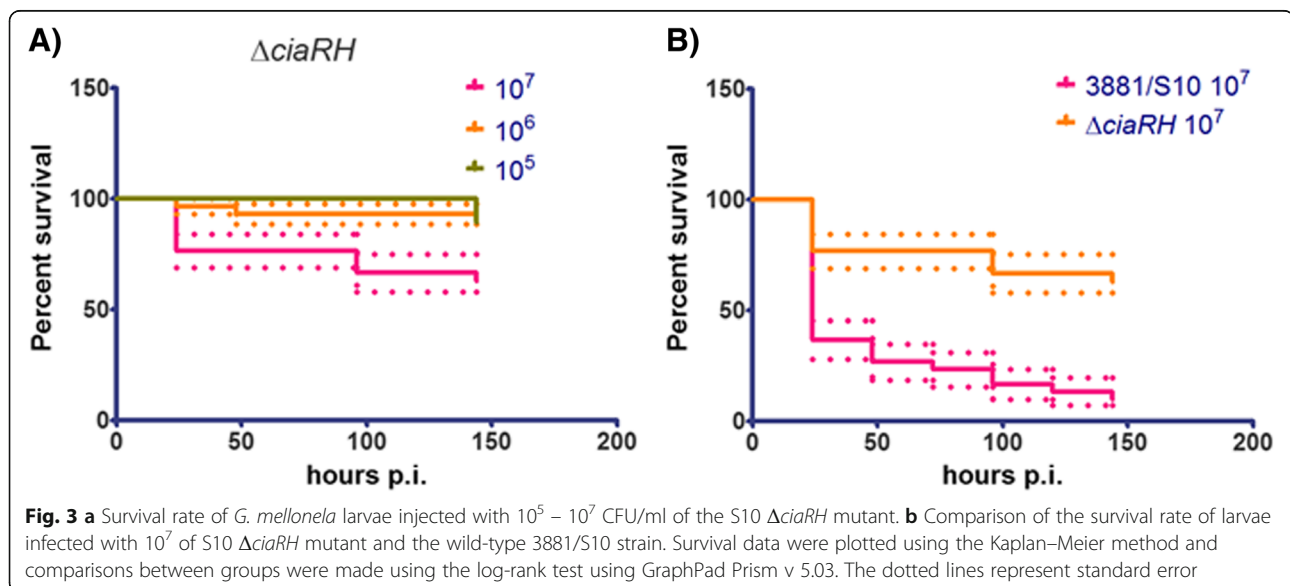 A)
ΔciaRH
10⁷
10⁶
10⁵
150
100
50
0
Percent survival
0 50 100 150 200
hours p.i.
B)
3881/S10 10⁷
ΔciaRH 10⁷
150
100
50
0
Percent survival
0 50 100 150 200
hours p.i.
Fig. 3 a Survival rate of G. mellonela larvae injected with 10⁵ – 10⁷ CFU/ml of the S10 ΔciaRH mutant. b Comparison of the survival rate of larvae
infected with 10⁷ of S10 ΔciaRH mutant and the wild-type 3881/S10 strain. Survival data were plotted using the Kaplan–Meier method and
comparisons between groups were made using the log-rank test using GraphPad Prism v 5.03. The dotted lines represent standard error